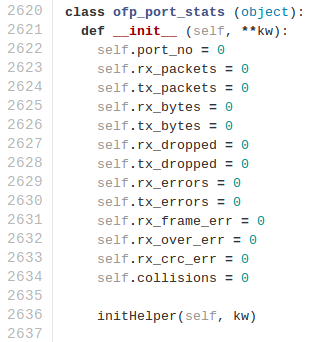 2620 class ofp_port_stats (object):
2621   def __init__ (self, **kw):
2622     self.port_no = 0
2623     self.rx_packets = 0
2624     self.tx_packets = 0
2625     self.rx_bytes = 0
2626     self.tx_bytes = 0
2627     self.rx_dropped = 0
2628     self.tx_dropped = 0
2629     self.rx_errors = 0
2630     self.tx_errors = 0
2631     self.rx_frame_err = 0
2632     self.rx_over_err = 0
2633     self.rx_crc_err = 0
2634     self.collisions = 0
2635
2636     initHelper(self, kw)
2637